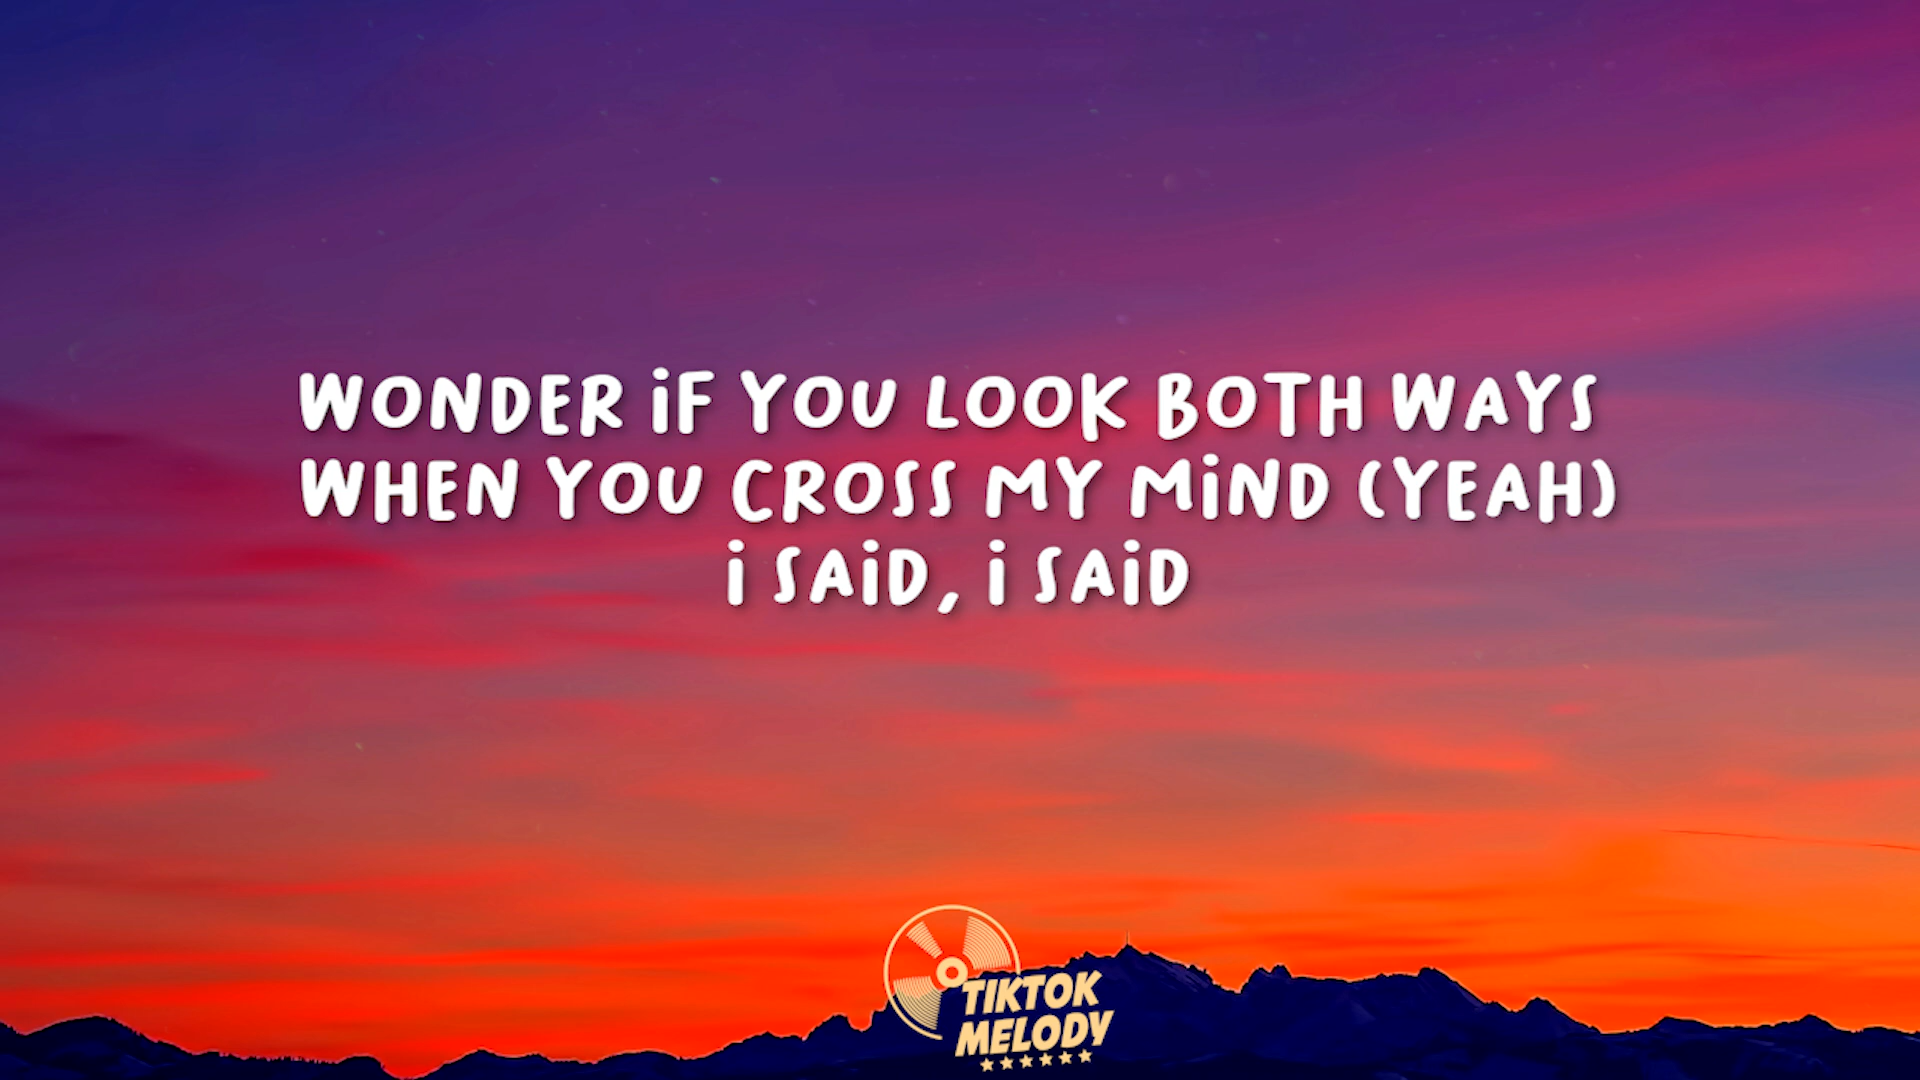 WONDER iF YOU LOOK BOTH WAYS
WHEN YOU CROSS MY MiND (YEAH)
i SAiD, i SAiD
TIKTOK
MELODY